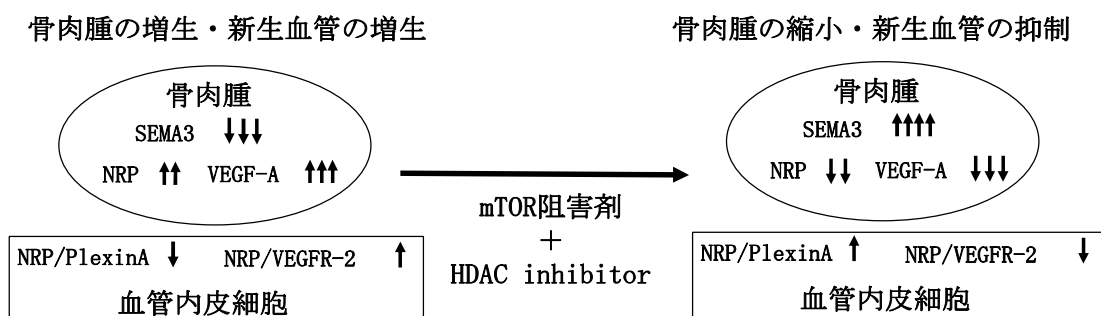 骨肉腫の増生・新生血管の増生
骨肉腫
SEMA3 ↓↓↓
NRP ↑↑ VEGF-A ↑↑↑
NRP/PlexinA ↓ NRP/VEGFR-2 ↑
血管内皮細胞
mTOR阻害剤
+
HDAC inhibitor
骨肉腫の縮小・新生血管の抑制
骨肉腫
SEMA3 ↑↑↑↑
NRP ↓↓ VEGF-A ↓↓↓
NRP/PlexinA ↑ NRP/VEGFR-2 ↓
血管内皮細胞